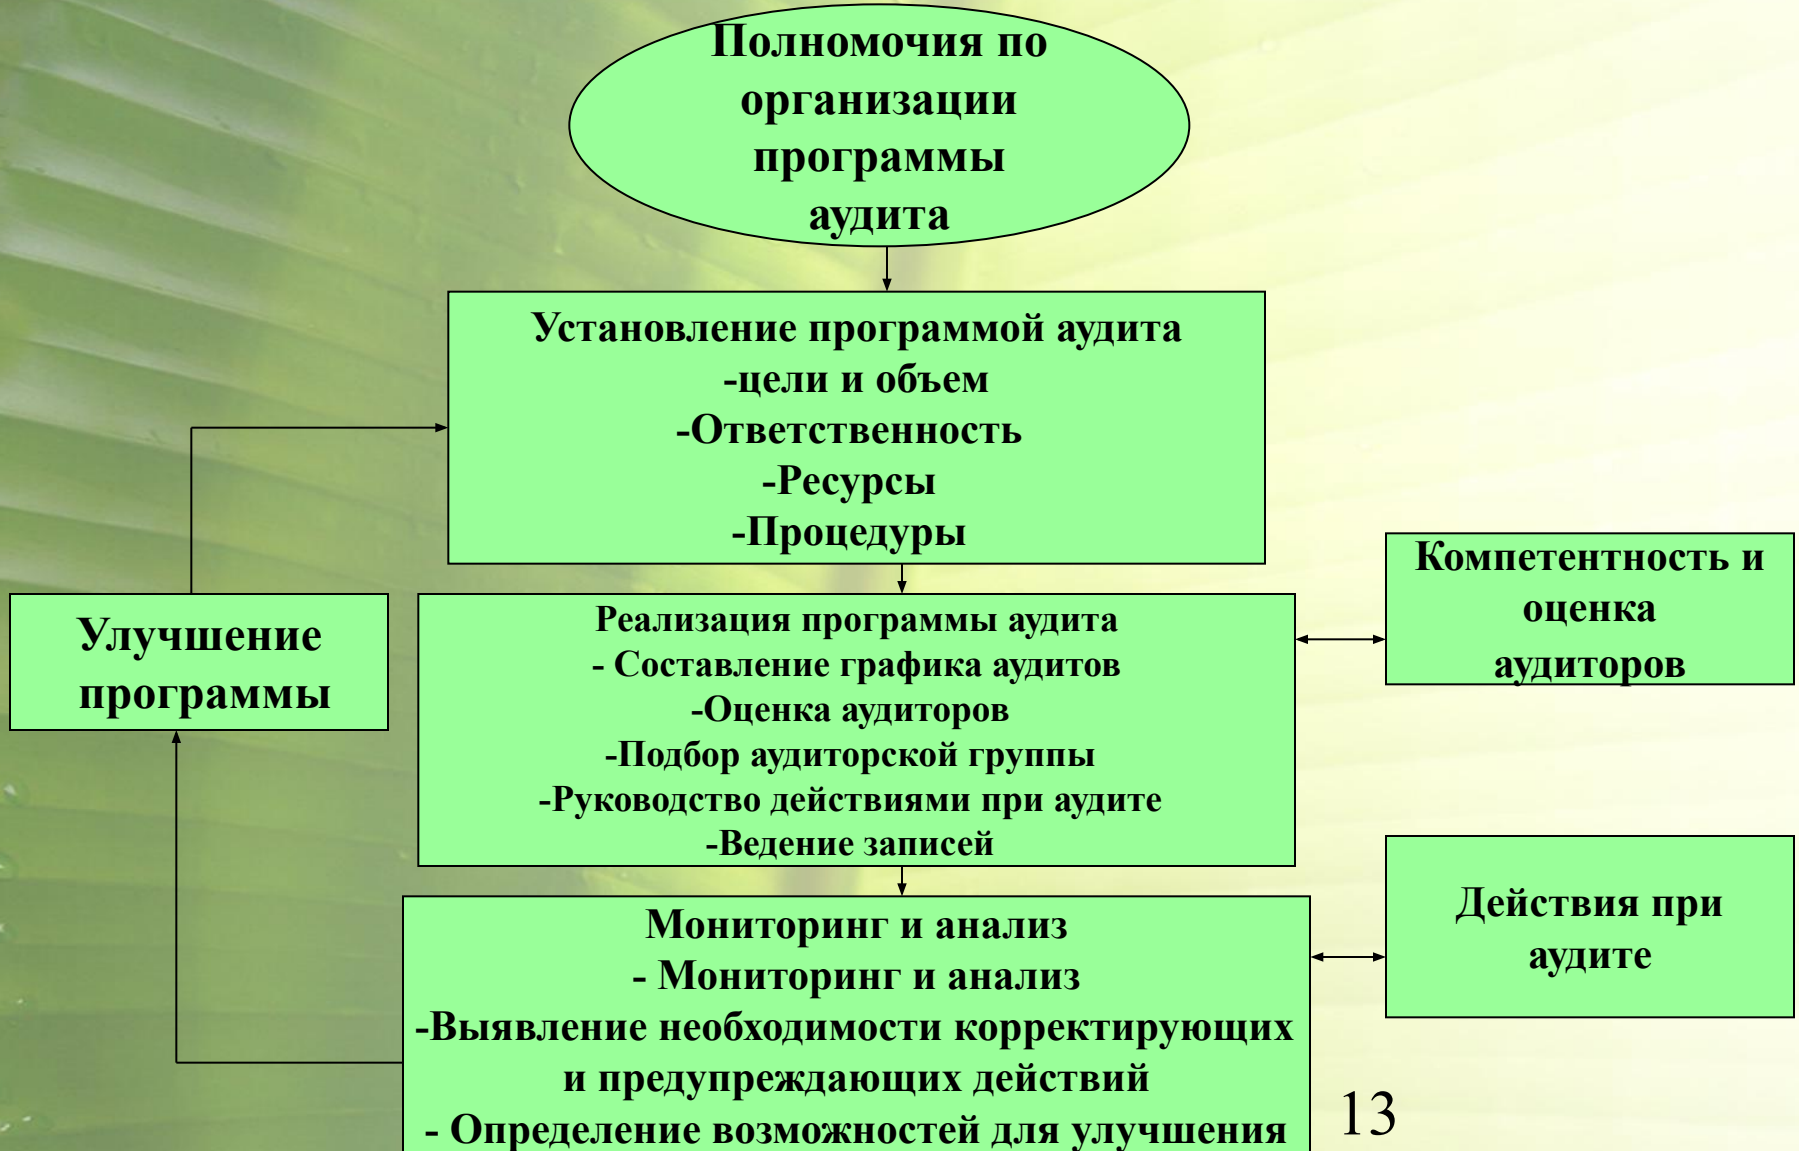 Полномочия по
организации
программы
аудита
Установление программой аудита
-цели и объем
-Ответственность
-Ресурсы
-Процедуры
Компетентность и
оценка
аудиторов
Улучшение
программы
Реализация программы аудита
- Составление графика аудитов
-Оценка аудиторов
-Подбор аудиторской группы
-Руководство действиями при аудите
-Ведение записей
Действия при
аудите
Мониторинг и анализ
- Мониторинг и анализ
-Выявление необходимости корректирующих
и предупреждающих действий
- Определение возможностей для улучшения
13